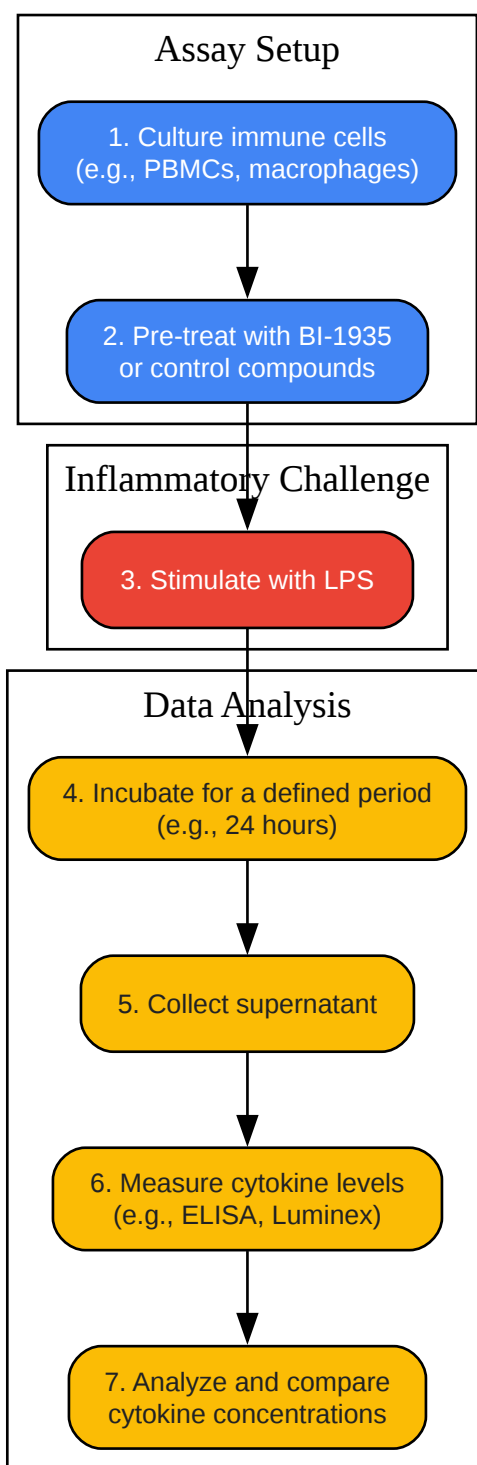 Assay Setup
1. Culture immune cells
(e.g., PBMCs, macrophages)
2. Pre-treat with BI-1935
or control compounds
Inflammatory Challenge
3. Stimulate with LPS
Data Analysis
4. Incubate for a defined period
(e.g., 24 hours)
5. Collect supernatant
6. Measure cytokine levels
(e.g., ELISA, Luminex)
7. Analyze and compare
cytokine concentrations